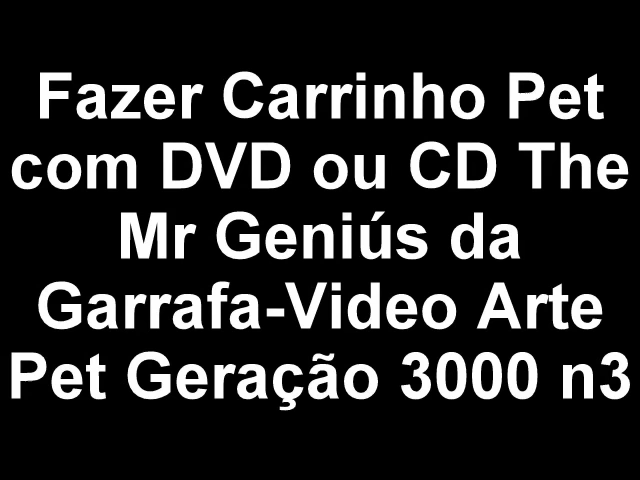 Fazer Carrinho Pet
com DVD ou CD The
Mr Geniús da
Garrafa-Video Arte
Pet Geração 3000 n3